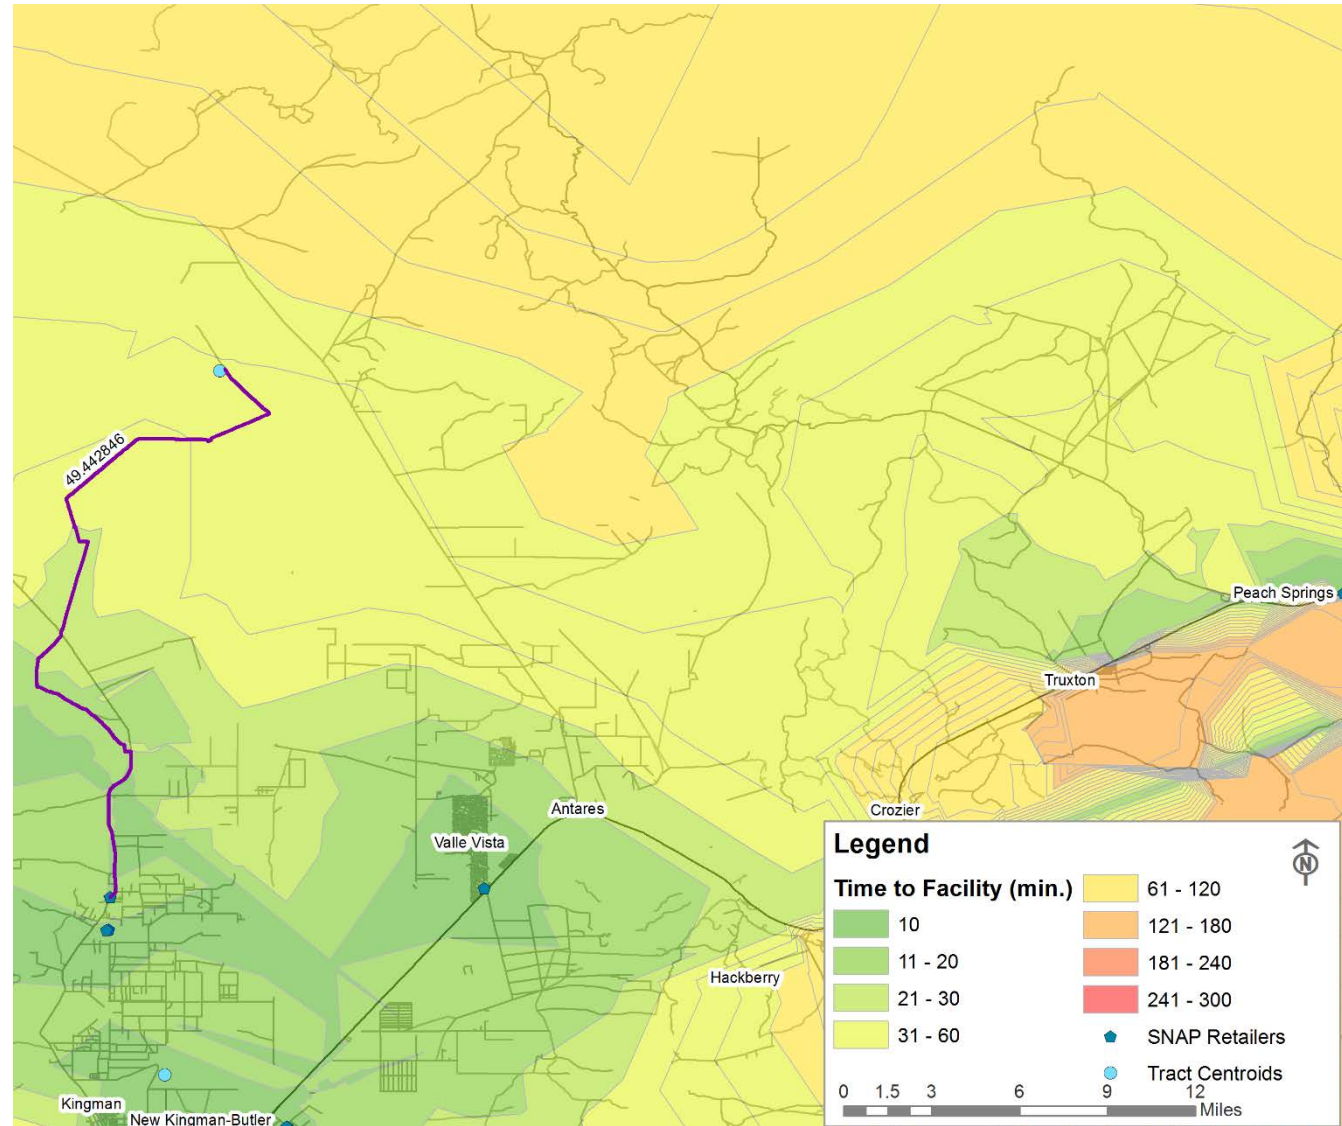 49.442846
Peach Springs
Truxton
Antares
Crozier
Valle Vista
Hackberry
Kingman
New Kingman-Butler
Legend
N
Time to Facility (min.)
10
11 - 20
21 - 30
31 - 60
61 - 120
121 - 180
181 - 240
241 - 300
SNAP Retailers
Tract Centroids
0 1.5 3 6 9 12
Miles